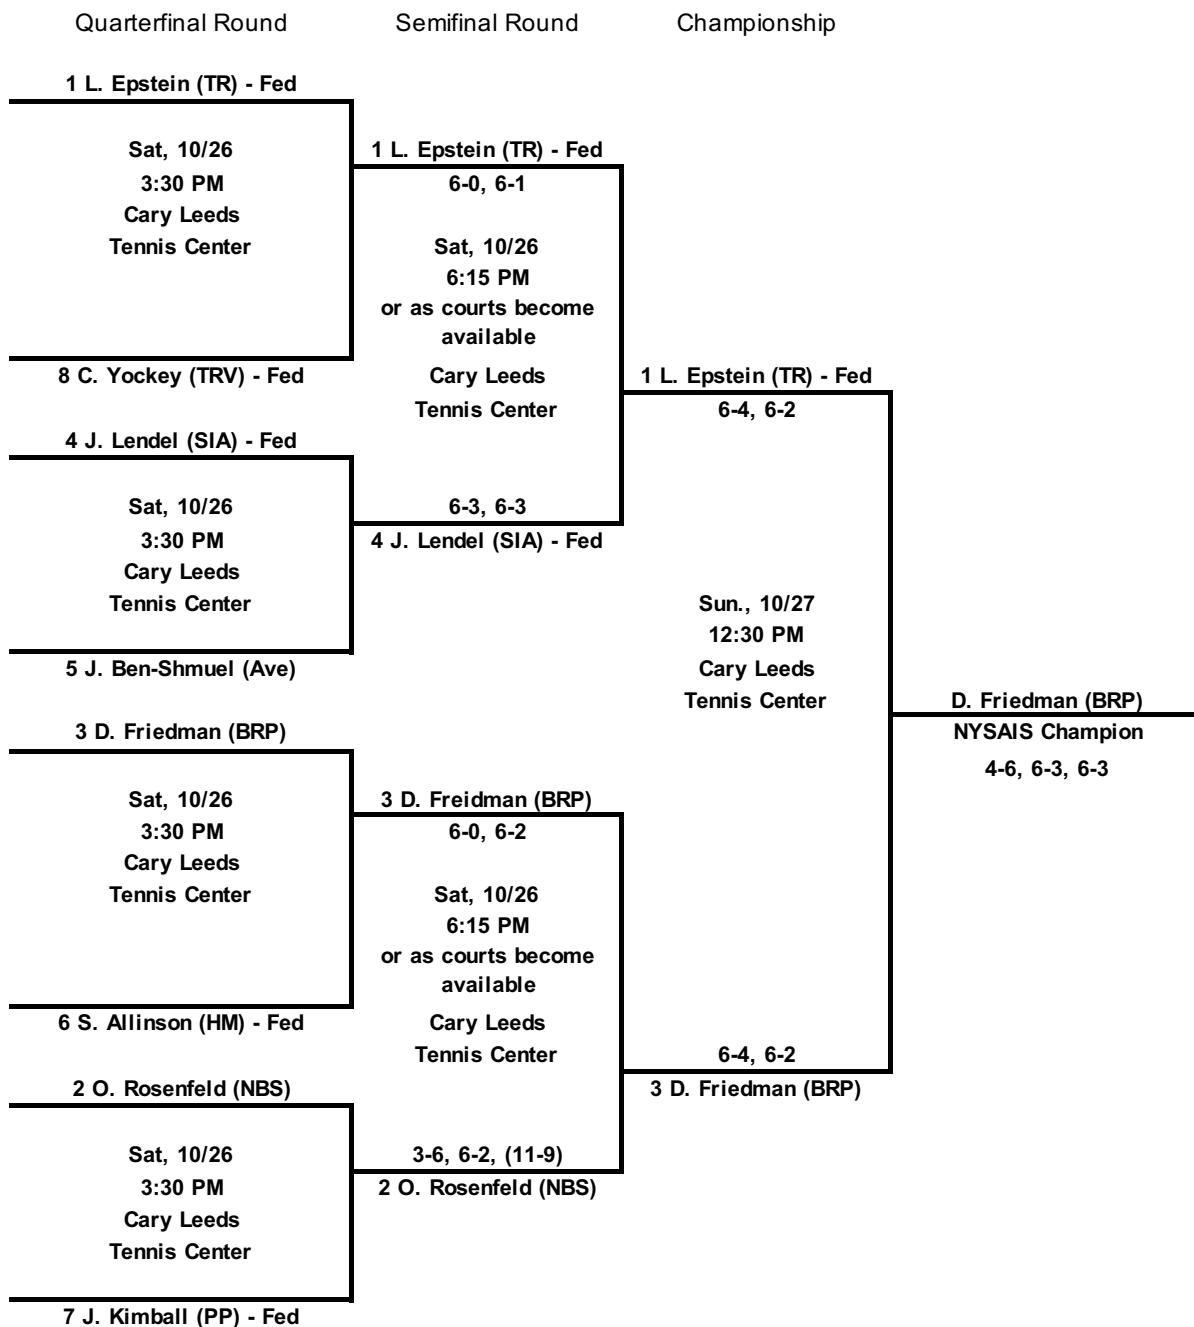 Quarterfinal Round
Semifinal Round
Championship
1 L. Epstein (TR) - Fed
Sat, 10/26
3:30 PM
Cary Leeds
Tennis Center
8 C. Yockey (TRV) - Fed
4 J. Lendel (SIA) - Fed
Sat, 10/26
3:30 PM
Cary Leeds
Tennis Center
5 J. Ben-Shmuel (Ave)
3 D. Friedman (BRP)
Sat, 10/26
3:30 PM
Cary Leeds
Tennis Center
6 S. Allinson (HM) - Fed
2 O. Rosenfeld (NBS)
Sat, 10/26
3:30 PM
Cary Leeds
Tennis Center
7 J. Kimball (PP) - Fed
1 L. Epstein (TR) - Fed
6-0, 6-1
Sat, 10/26
6:15 PM
or as courts become
available
Cary Leeds
Tennis Center
6-3, 6-3
4 J. Lendel (SIA) - Fed
3 D. Freidman (BRP)
6-0, 6-2
Sat, 10/26
6:15 PM
or as courts become
available
Cary Leeds
Tennis Center
3-6, 6-2, (11-9)
2 O. Rosenfeld (NBS)
1 L. Epstein (TR) - Fed
6-4, 6-2
Sun., 10/27
12:30 PM
Cary Leeds
Tennis Center
6-4, 6-2
3 D. Friedman (BRP)
D. Friedman (BRP)
NYSAIS Champion
4-6, 6-3, 6-3